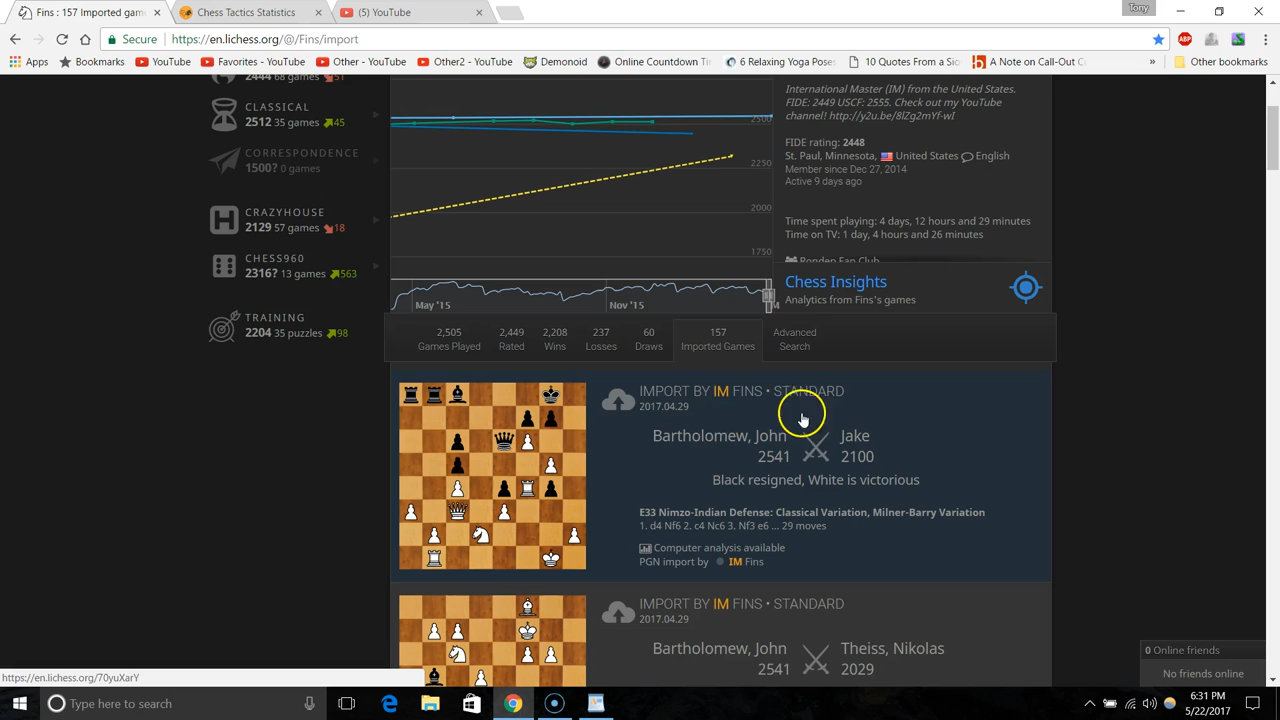 Fins : 157 Imported gam
Chess Tactics Statistics
(5) YouTube
Tony
Secure
https://en.lichess.org/@/Fins/import
Apps
Bookmarks
YouTube
Favorites - YouTube
Other - YouTube
Other2 - YouTube
Demonoid
Online Countdown Tim
6 Relaxing Yoga Poses
10 Quotes From a Sio
A Note on Call-Out C
»
Other bookmarks
2444 68 games 51
CLASSICAL
2512 35 games 45
CORRESPONDENCE
1500? 0 games
CRAZYHOUSE
2129 57 games 18
CHESS960
2316? 13 games 563
TRAINING
2204 35 puzzles 98
2500
2250
2000
1750
May '15
Nov '15
M
International Master (IM) from the United States.
FIDE: 2449 USCF: 2555. Check out my YouTube
channel! http://y2u.be/8lZg2mYf-wI
FIDE rating: 2448
St. Paul, Minnesota, United States English
Member since Dec 27, 2014
Active 9 days ago
Time spent playing: 4 days, 12 hours and 29 minutes
Time on TV: 1 day, 4 hours and 26 minutes
Chess Insights
Analytics from Fins's games
2,505
Games Played
2,449
Rated
2,208
Wins
237
Losses
60
Draws
157
Imported Games
Advanced
Search
IMPORT BY IM FINS • STANDARD
2017.04.29
Bartholomew, John
2541
Jake
2100
Black resigned, White is victorious
E33 Nimzo-Indian Defense: Classical Variation, Milner-Barry Variation
1. d4 Nf6 2. c4 Nc6 3. Nf3 e6 ... 29 moves
Computer analysis available
PGN import by IM Fins
IMPORT BY IM FINS • STANDARD
2017.04.29
Bartholomew, John
2541
Theiss, Nikolas
2029
0 Online friends
No friends online
https://en.lichess.org/70yuXarY
Type here to search
6:31 PM
5/22/2017